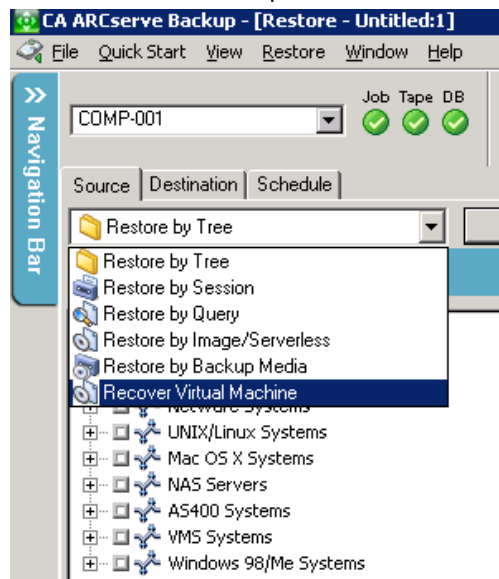 CA ARCserve Backup - [Restore - Untitled:1]
File Quick Start View Restore Window Help
>> Navigation Bar
COMP-001
Job Tape DB
Source Destination Schedule
Restore by Tree
Restore by Tree
Restore by Session
Restore by Query
Restore by Image/Serverless
Restore by Backup Media
Recover Virtual Machine
Netware Systems
UNIX/Linux Systems
Mac OS X Systems
NAS Servers
AS400 Systems
VMS Systems
Windows 98/Me Systems